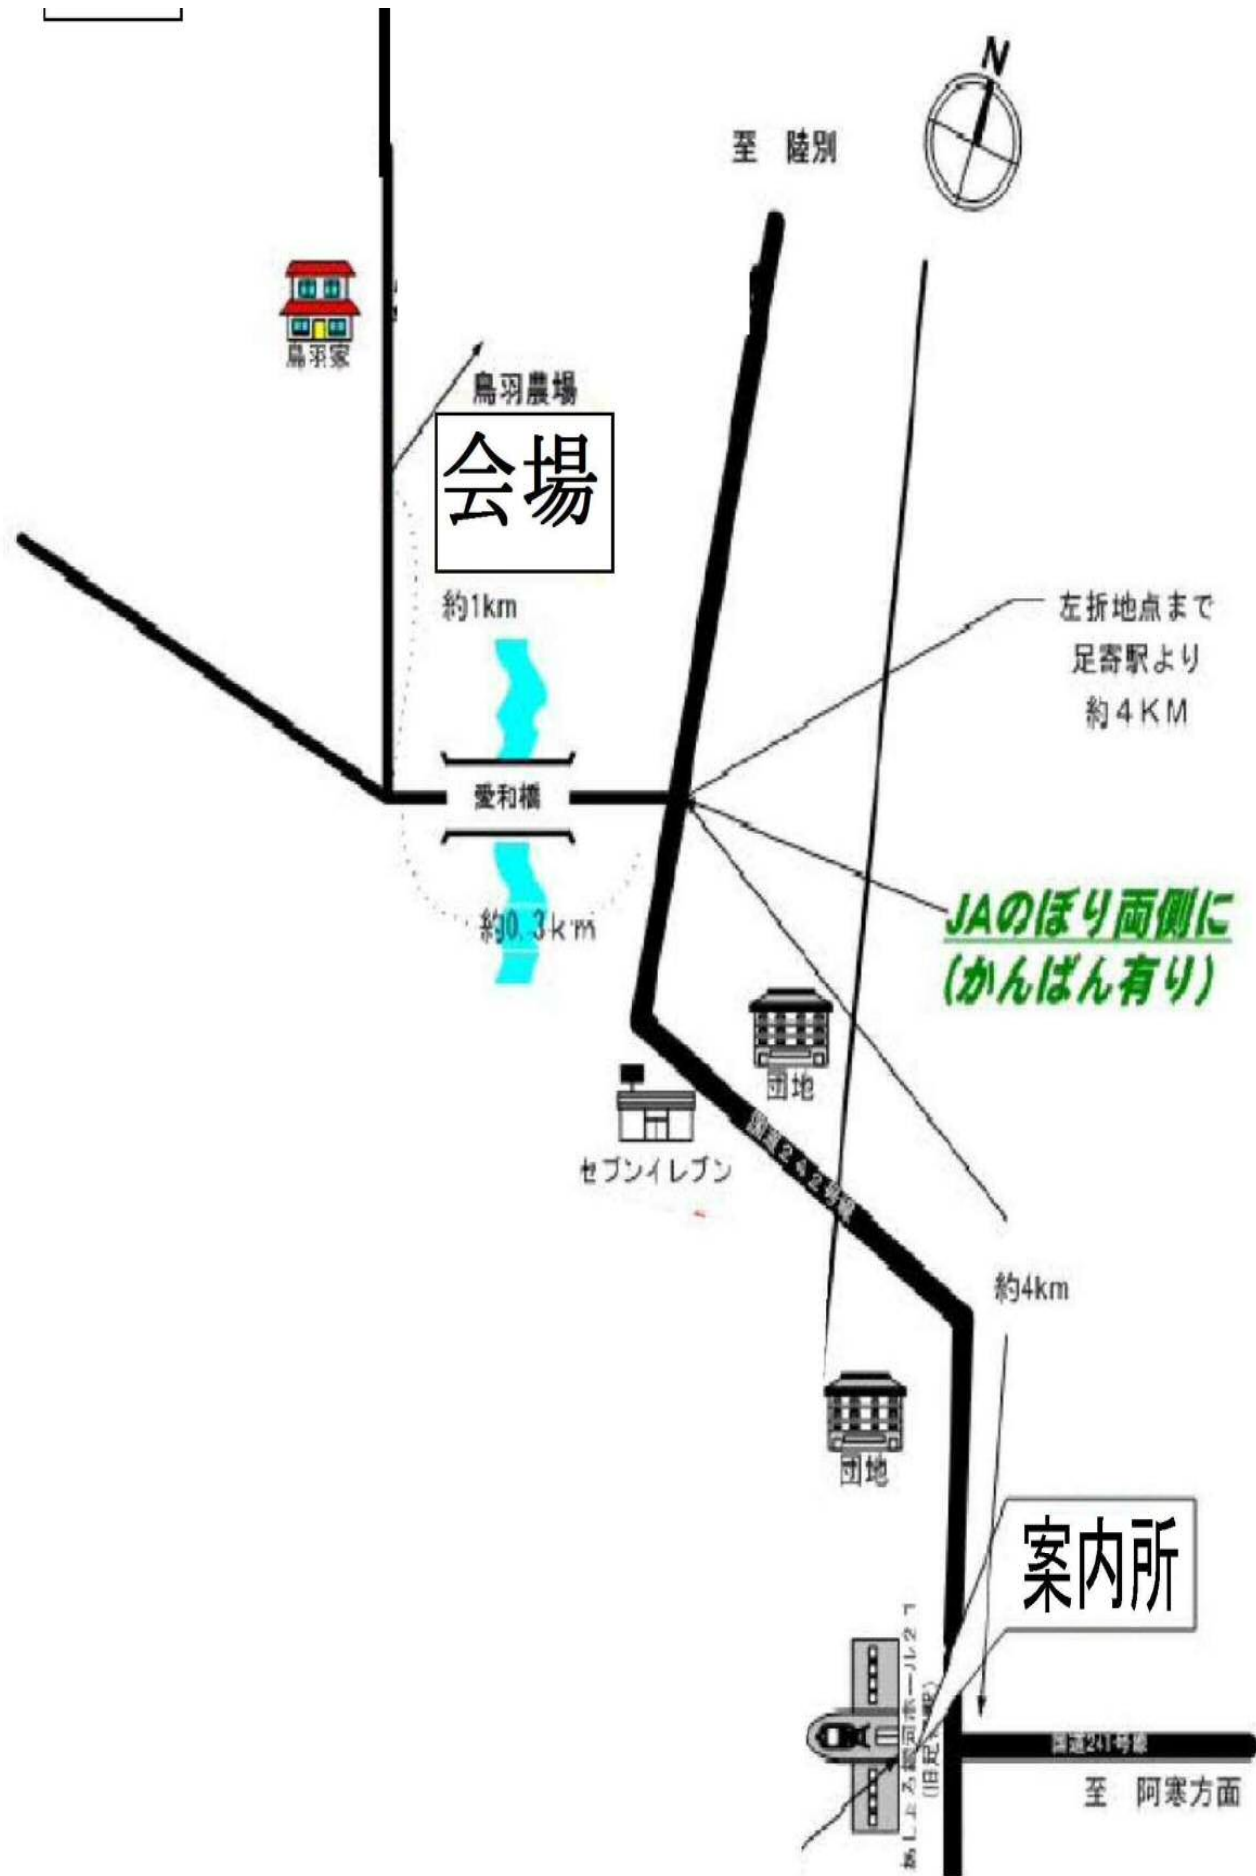 N
至 陸別
鳥羽家
鳥羽農場
会場
約1km
左折地点まで
足寄駅より
約4KM
愛和橋
JAのぼり両側に
(かんばん有り)
約0.3km
団地
セブンイレブン
国道242号線
約4km
団地
案内所
あしょろ銀河ホール21
国道241号線
至 阿寒方面